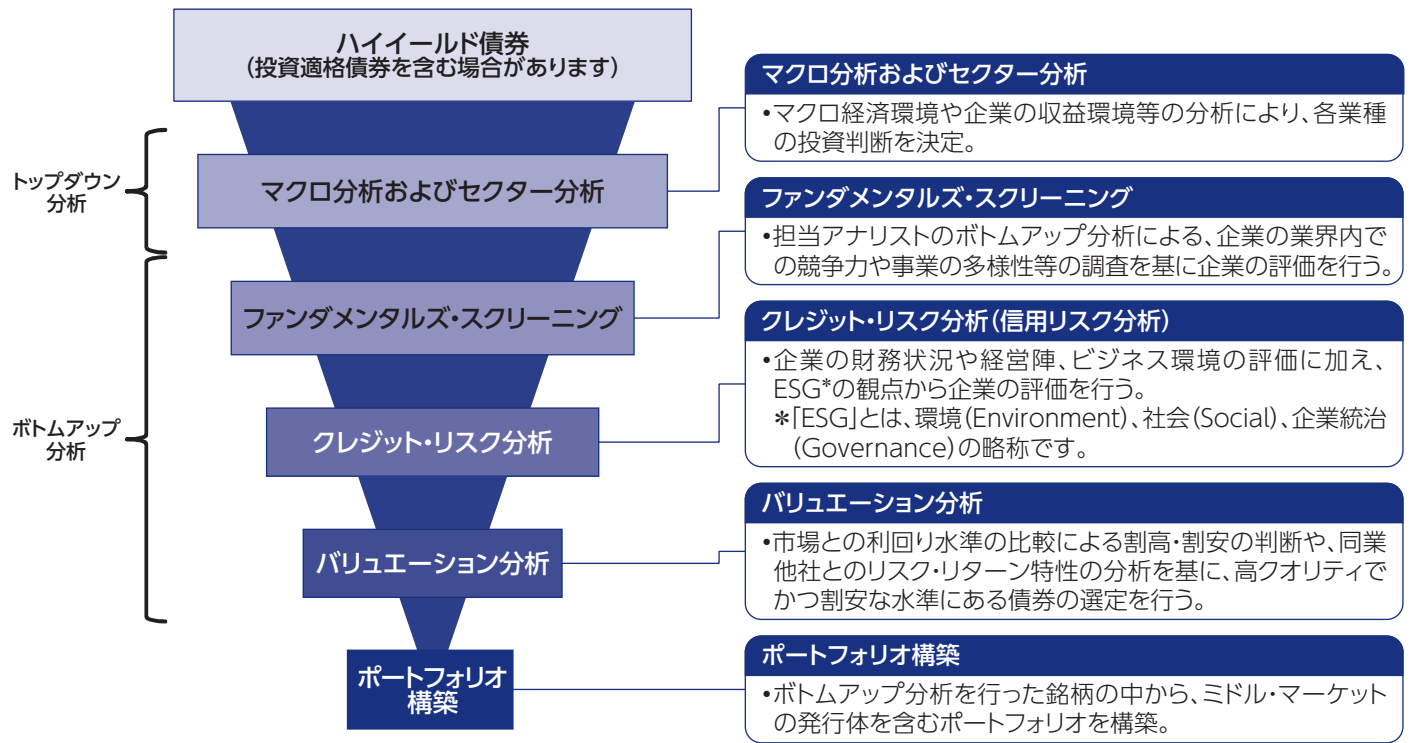 ハイイールド債券
(投資適格債券を含む場合があります)
トップダウン
分析
マクロ分析およびセクター分析
ファンダメンタルズ・スクリーニング
ボトムアップ
分析
クレジット・リスク分析
バリュエーション分析
ポートフォリオ
構築
マクロ分析およびセクター分析
•マクロ経済環境や企業の収益環境等の分析により、各業種
の投資判断を決定。
ファンダメンタルズ・スクリーニング
•担当アナリストのボトムアップ分析による、企業の業界内で
の競争力や事業の多様性等の調査を基に企業の評価を行う。
クレジット・リスク分析(信用リスク分析)
•企業の財務状況や経営陣、ビジネス環境の評価に加え、
ESG*の観点から企業の評価を行う。
*「ESG」とは、環境(Environment)、社会(Social)、企業統治
(Governance)の略称です。
バリュエーション分析
•市場との利回り水準の比較による割高・割安の判断や、同業
他社とのリスク・リターン特性の分析を基に、高クオリティで
かつ割安な水準にある債券の選定を行う。
ポートフォリオ構築
•ボトムアップ分析を行った銘柄の中から、ミドル・マーケット
の発行体を含むポートフォリオを構築。